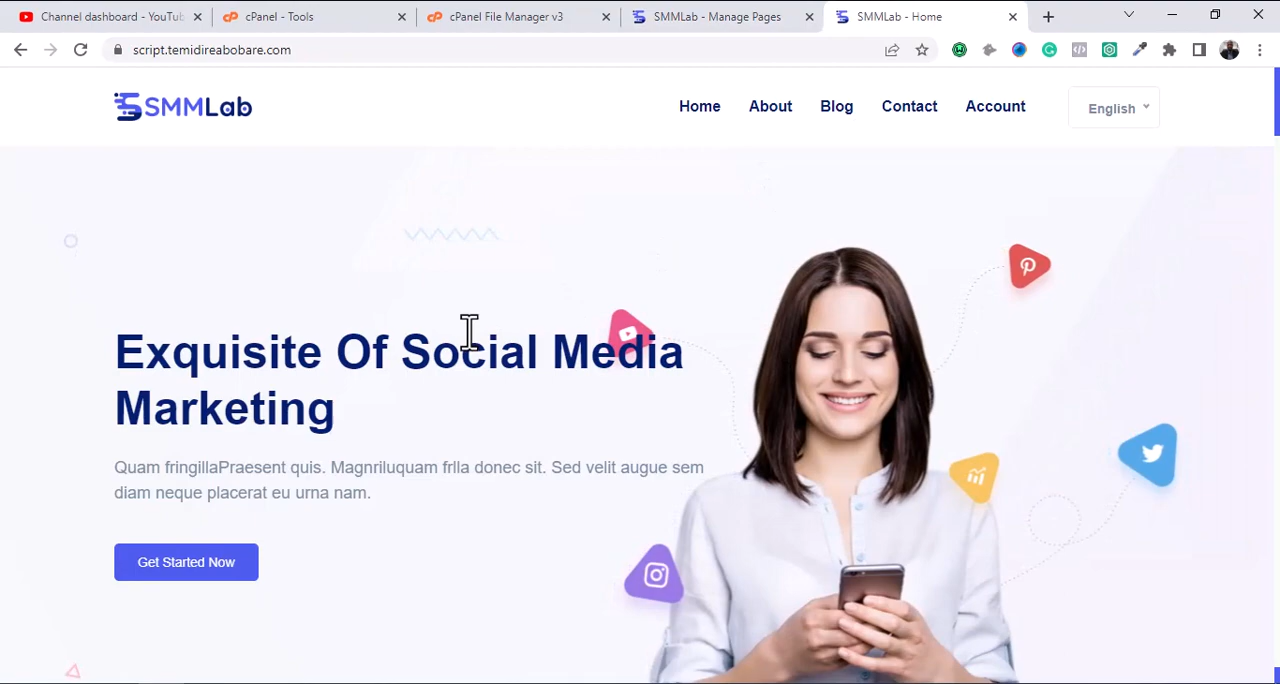 Channel dashboard - YouTub
cPanel - Tools
cPanel File Manager v3
SMMLab - Manage Pages
SMMLab - Home
script.temidireabobare.com
SMMLab
Home
About
Blog
Contact
Account
English
Exquisite Of Social Media
Marketing
Quam fringillaPraesent quis. Magnriluquam frlla donec sit. Sed velit augue sem
diam neque placerat eu urna nam.
Get Started Now